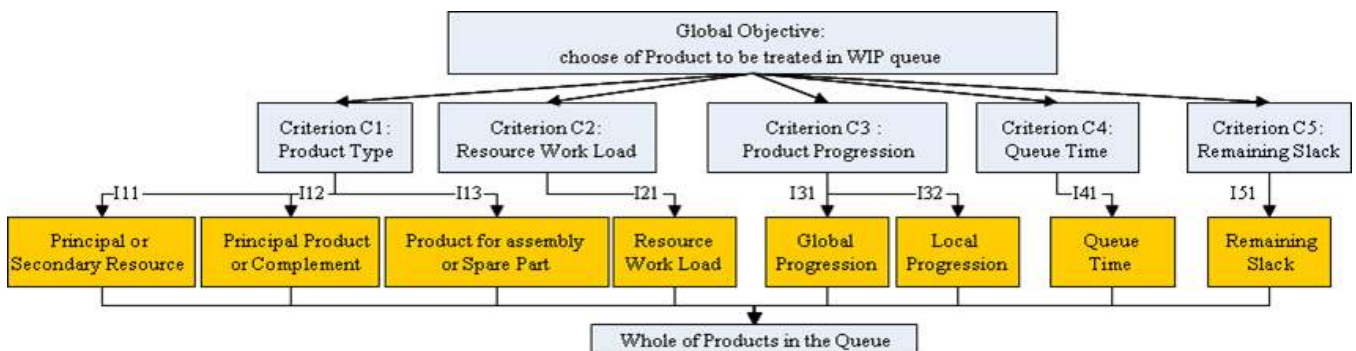 Global Objective:
choose of Product to be treated in WIP queue
Criterion C1:
Product Type
Criterion C2:
Resource Work Load
Criterion C3 :
Product Progression
Criterion C4:
Queue Time
Criterion C5:
Remaining Slack
I11
I12
I13
I21
I31
I32
I41
I51
Principal or
Secondary Resource
Principal Product
or Complement
Product for assembly
or Spare Part
Resource
Work Load
Global
Progression
Local
Progression
Queue
Time
Remaining
Slack
Whole of Products in the Queue